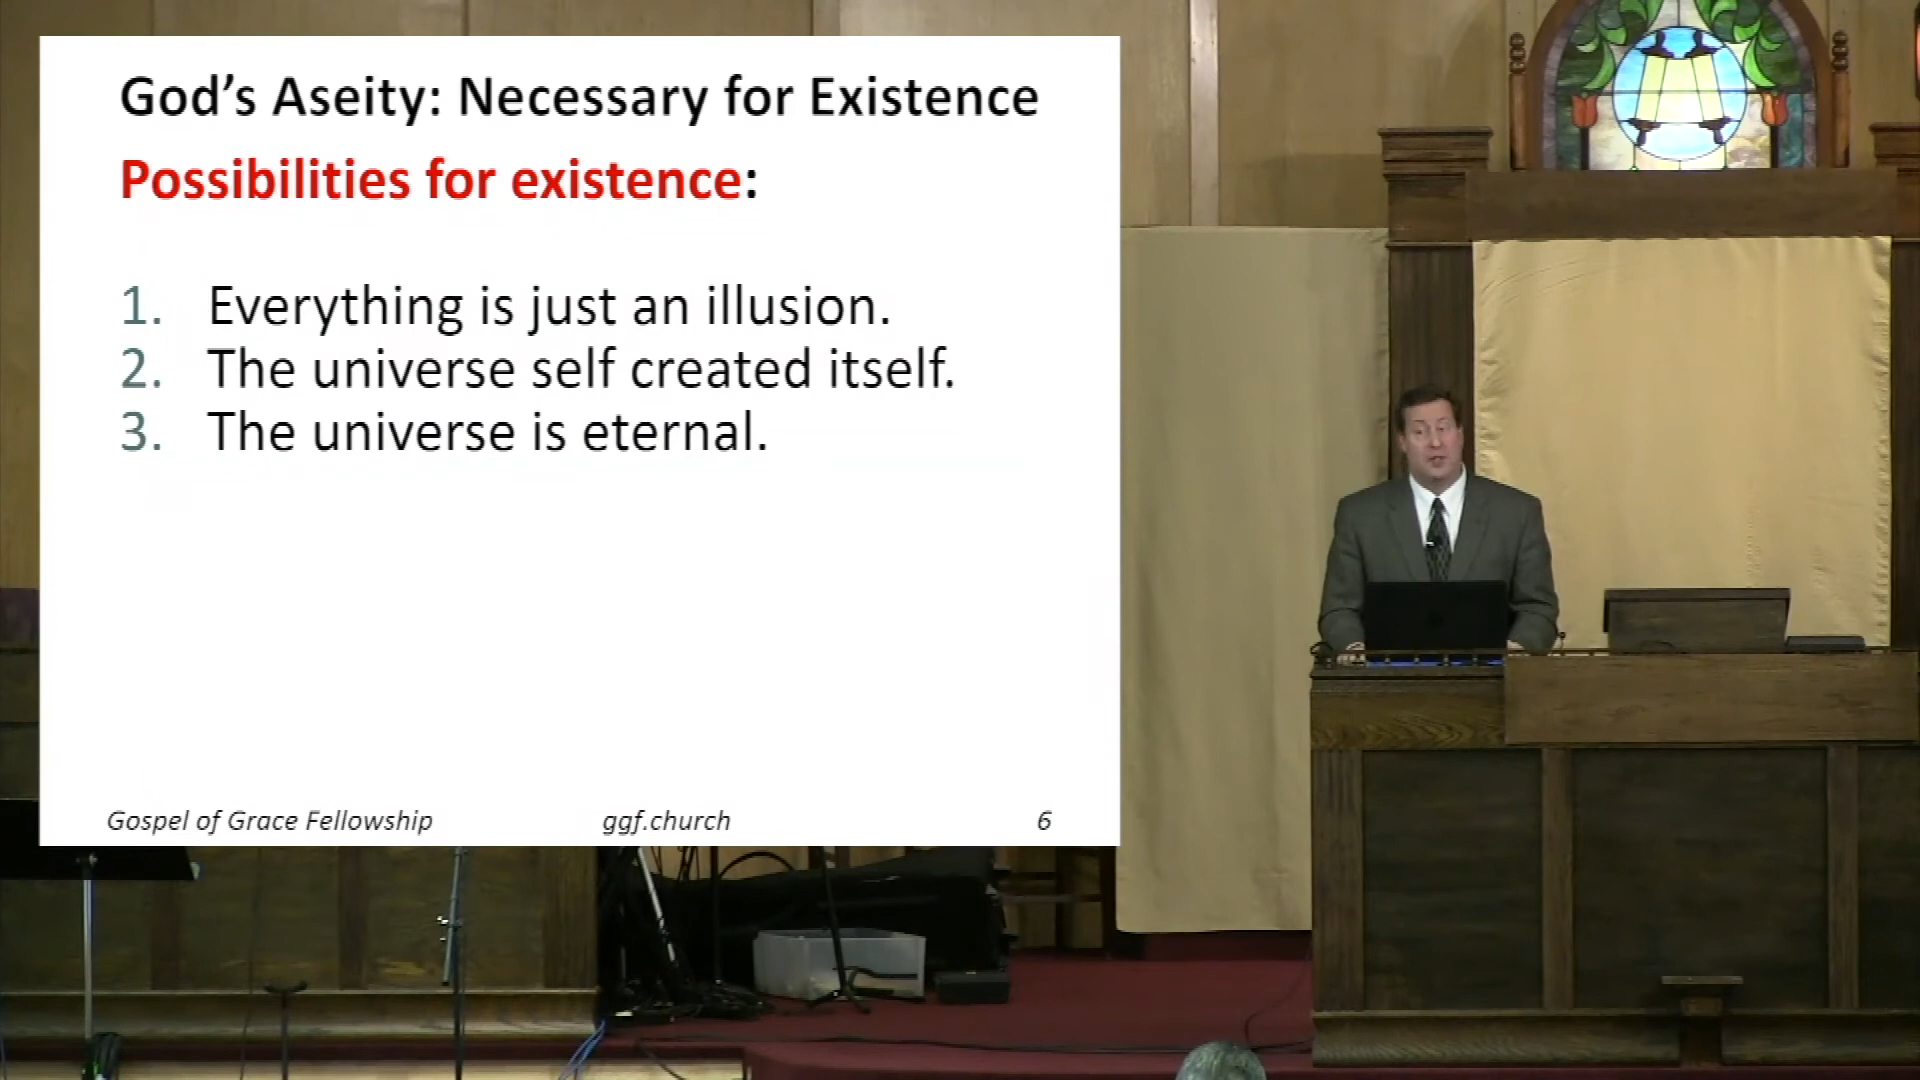 God’s Aseity: Necessary for Existence
Possibilities for existence:
1. Everything is just an illusion.
2. The universe self created itself.
3. The universe is eternal.
Gospel of Grace Fellowship ggf.church 6